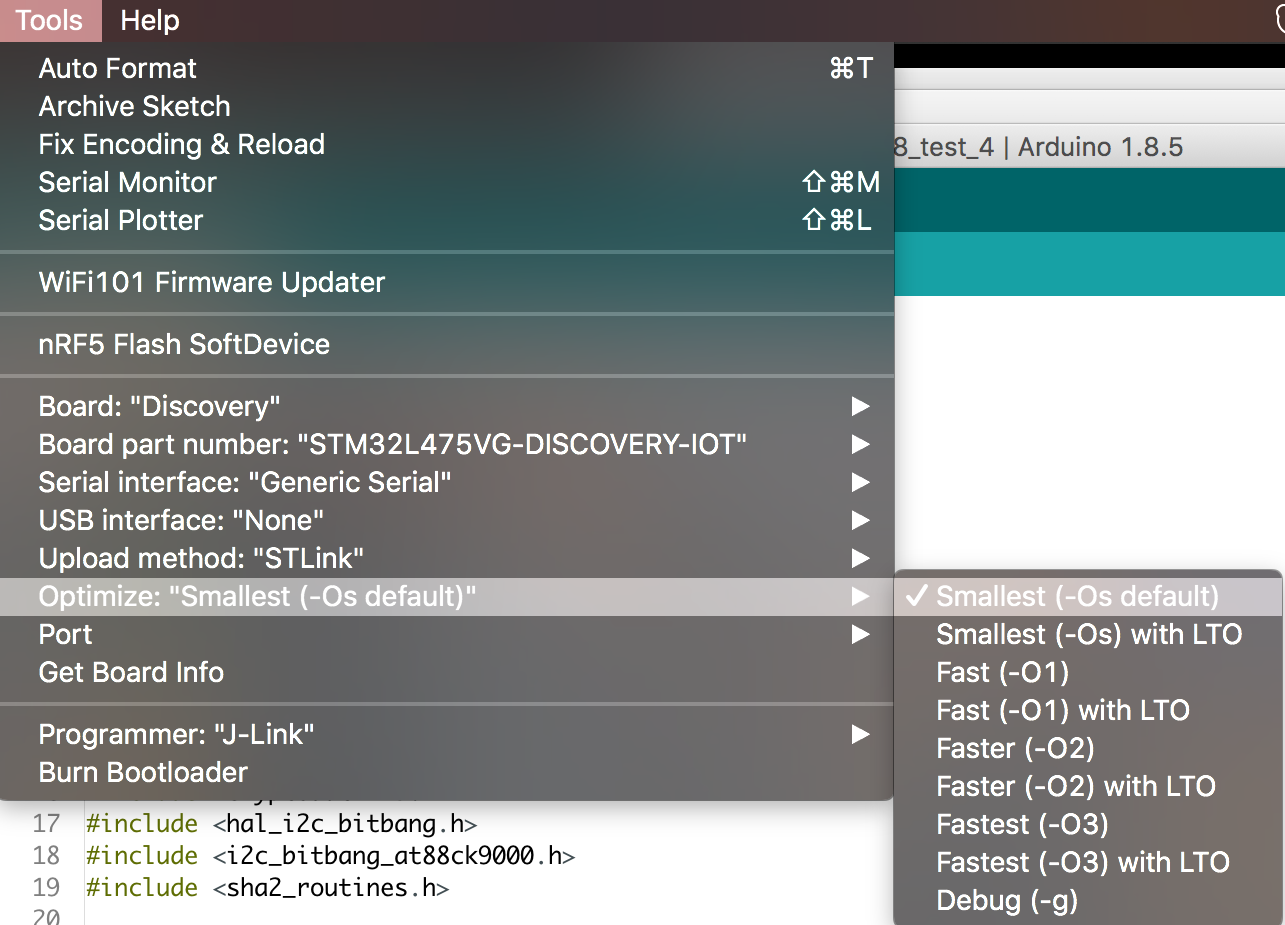 Tools Help
Auto Format ⌘T
Archive Sketch
Fix Encoding & Reload
Serial Monitor ⇧⌘M
Serial Plotter ⇧⌘L
WiFi101 Firmware Updater
nRF5 Flash SoftDevice
Board: "Discovery"
Board part number: "STM32L475VG-DISCOVERY-IOT"
Serial interface: "Generic Serial"
USB interface: "None"
Upload method: "STLink"
Optimize: "Smallest (-Os default)"
Port
Get Board Info
Programmer: "J-Link"
Burn Bootloader
8_test_4 | Arduino 1.8.5
✓ Smallest (-Os default)
Smallest (-Os) with LTO
Fast (-O1)
Fast (-O1) with LTO
Faster (-O2)
Faster (-O2) with LTO
Fastest (-O3)
Fastest (-O3) with LTO
Debug (-g)
17 #include <hal_i2c_bitbang.h>
18 #include <i2c_bitbang_at88ck9000.h>
19 #include <sha2_routines.h>
20